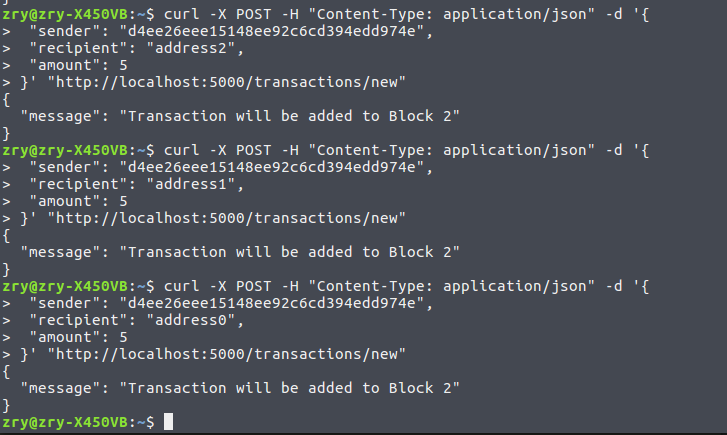 }
zry@zry-X450VB:~$ curl -X POST -H "Content-Type: application/json" -d '{
>  "sender": "d4ee26eee15148ee92c6cd394edd974e",
>  "recipient": "address2",
>  "amount": 5
> }' "http://localhost:5000/transactions/new"
{
  "message": "Transaction will be added to Block 2"
}
zry@zry-X450VB:~$ curl -X POST -H "Content-Type: application/json" -d '{
>  "sender": "d4ee26eee15148ee92c6cd394edd974e",
>  "recipient": "address1",
>  "amount": 5
> }' "http://localhost:5000/transactions/new"
{
  "message": "Transaction will be added to Block 2"
}
zry@zry-X450VB:~$ curl -X POST -H "Content-Type: application/json" -d '{
>  "sender": "d4ee26eee15148ee92c6cd394edd974e",
>  "recipient": "address0",
>  "amount": 5
> }' "http://localhost:5000/transactions/new"
{
  "message": "Transaction will be added to Block 2"
}
zry@zry-X450VB:~$